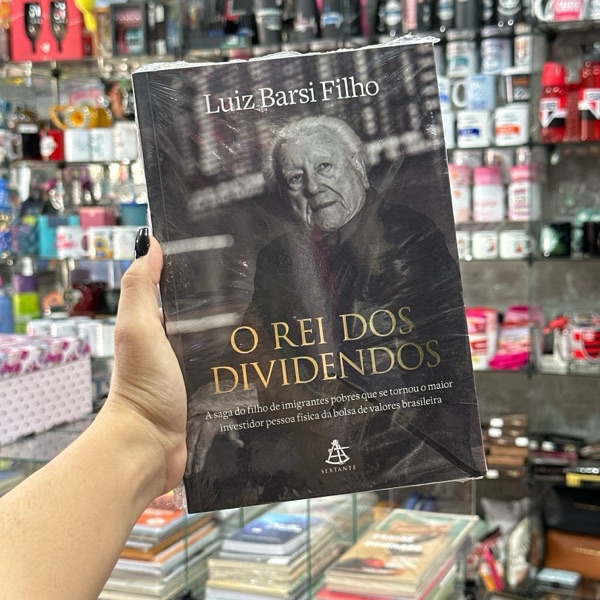 Luiz Barsi Filho
O REI DOS
DIVIDENDOS
A saga do filho de imigrantes pobres que se tornou o maior
investidor pessoa física da bolsa de valores brasileira
SEXTANTE